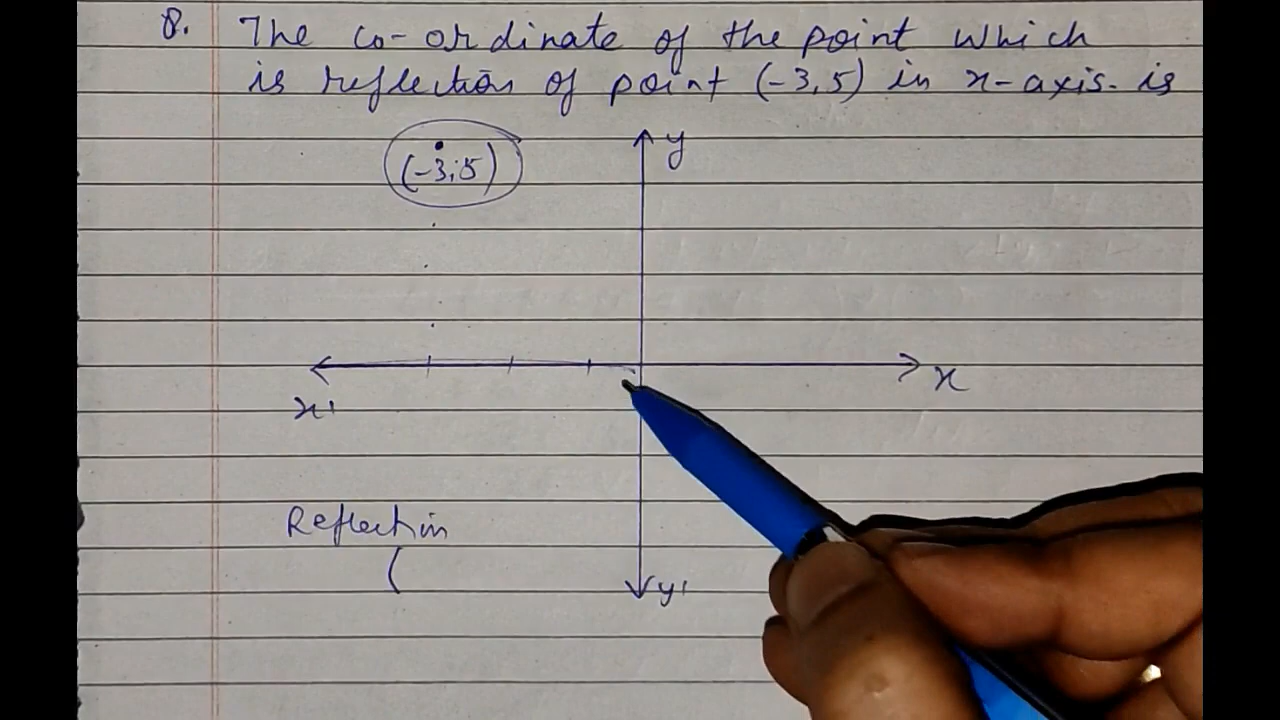 8. The co-ordinate of the point which
is reflection of point (-3,5) in x-axis. is
y
(-3,5)
x
x'
Reflection
(
y'